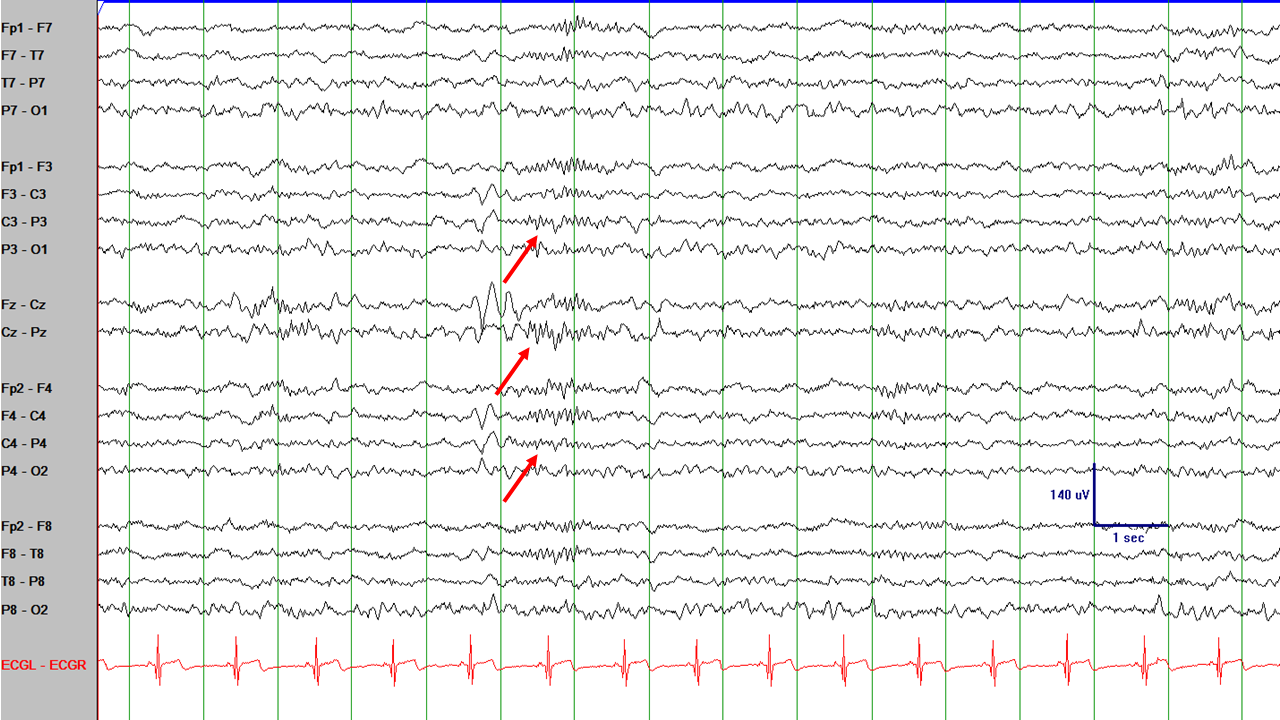 Fp1 - F7
F7 - T7
T7 - P7
P7 - O1
Fp1 - F3
F3 - C3
C3 - P3
P3 - O1
Fz - Cz
Cz - Pz
Fp2 - F4
F4 - C4
C4 - P4
P4 - O2
140 uV
1 sec
Fp2 - F8
F8 - T8
T8 - P8
P8 - O2
ECGL - ECGR